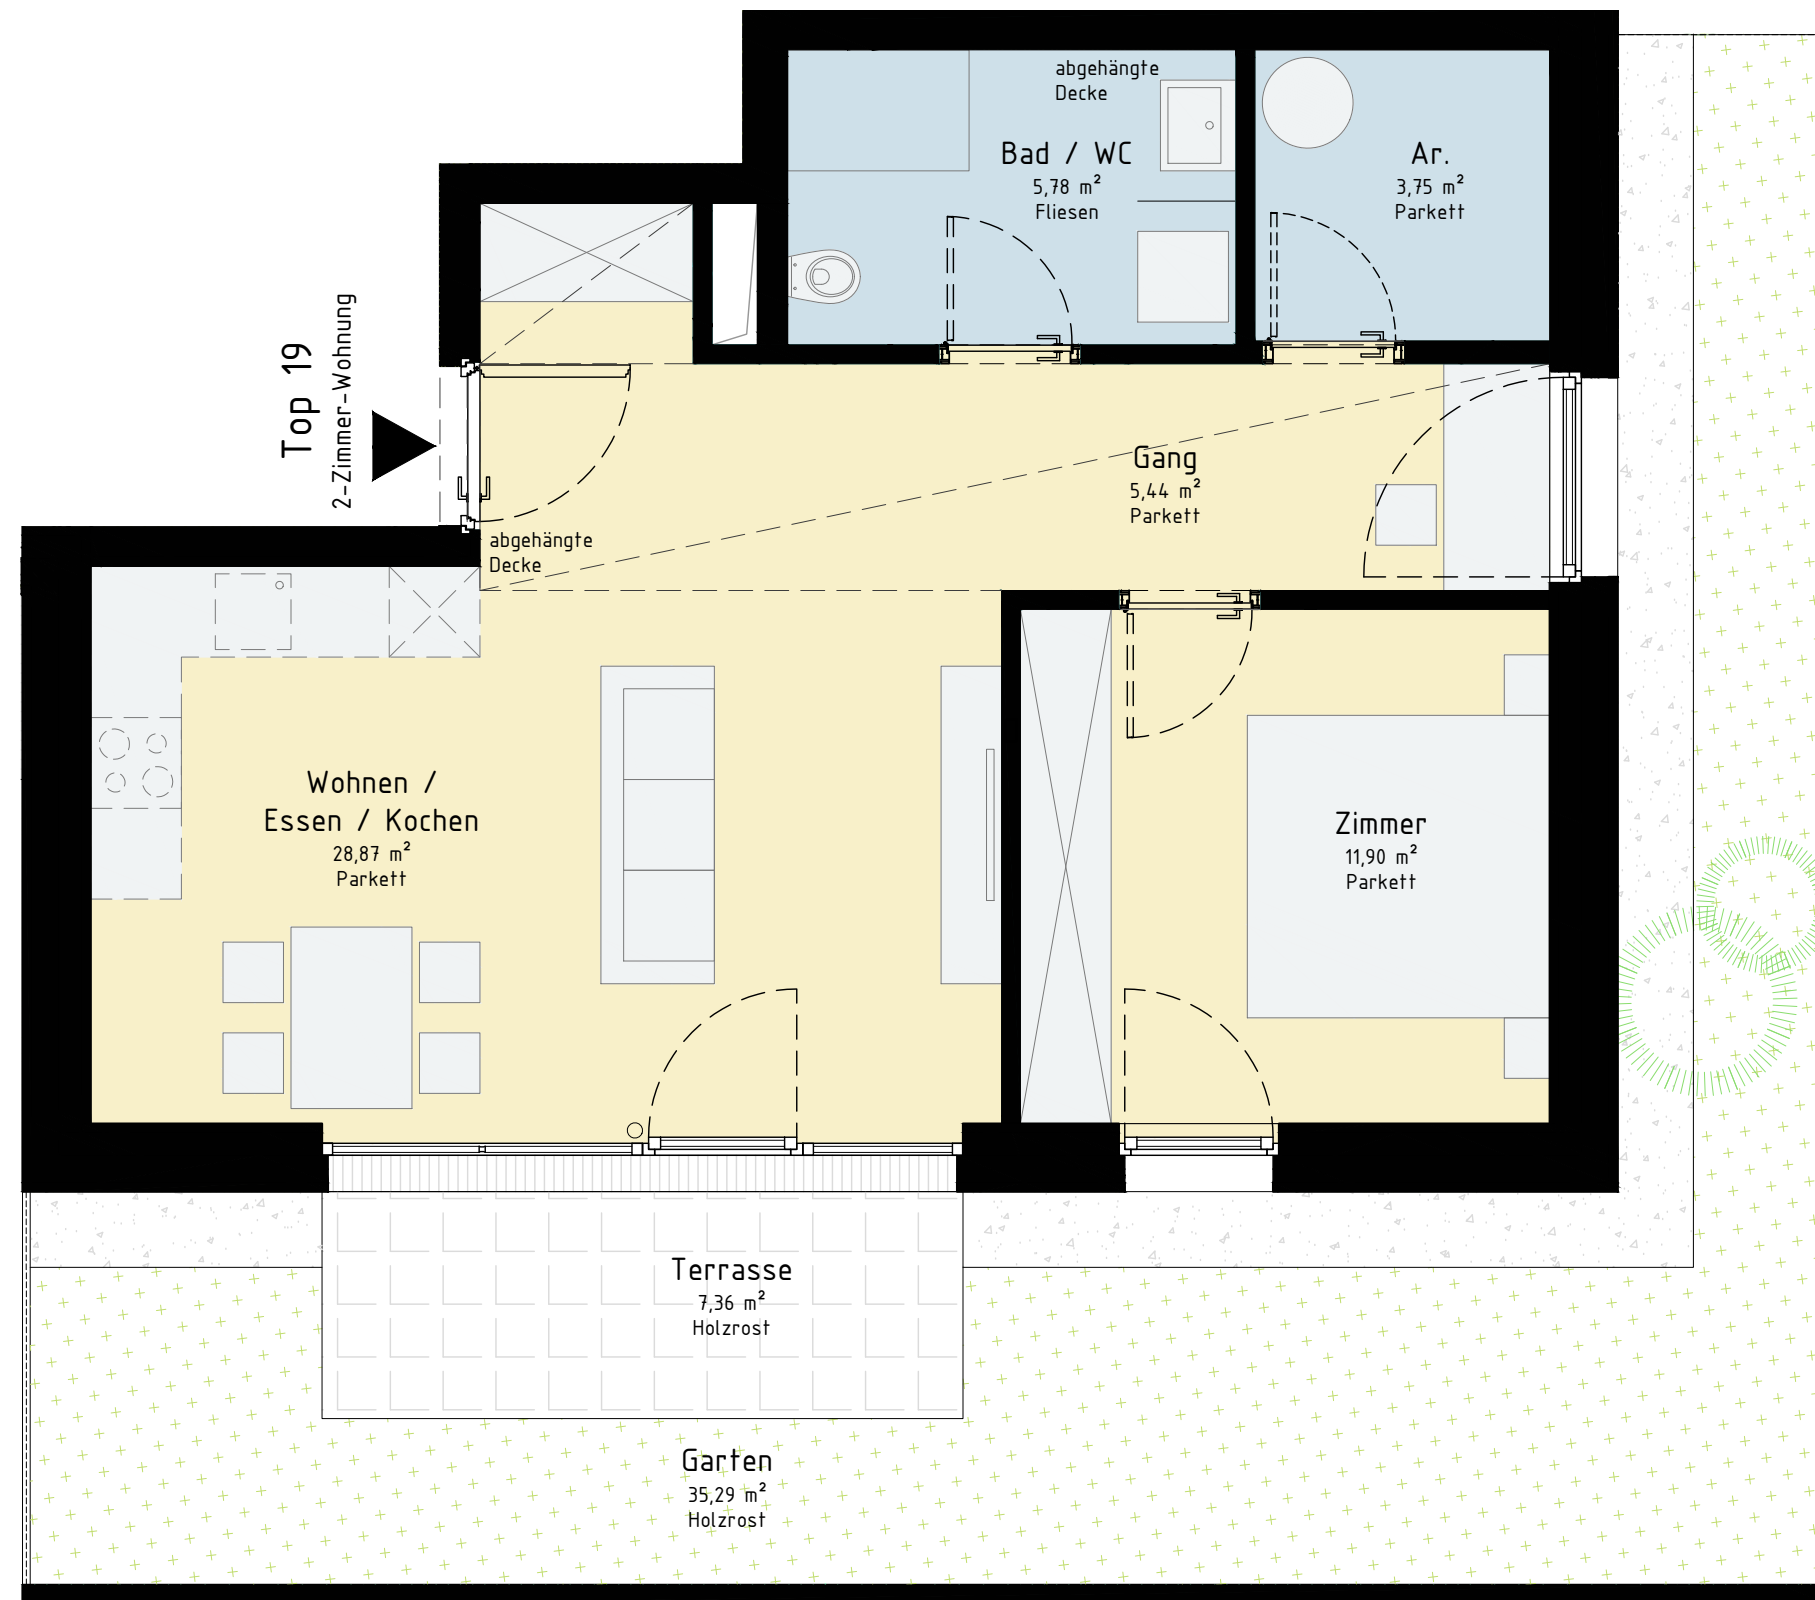 abgehängte
Decke
Bad / WC
5,78 m²
Fliesen
Ar.
3,75 m²
Parkett
Top 19
2-Zimmer-Wohnung
Gang
5,44 m²
Parkett
abgehängte
Decke
Wohnen /
Essen / Kochen
28,87 m²
Parkett
Zimmer
11,90 m²
Parkett
Terrasse
7,36 m²
Holzrost
Garten
35,29 m²
Holzrost